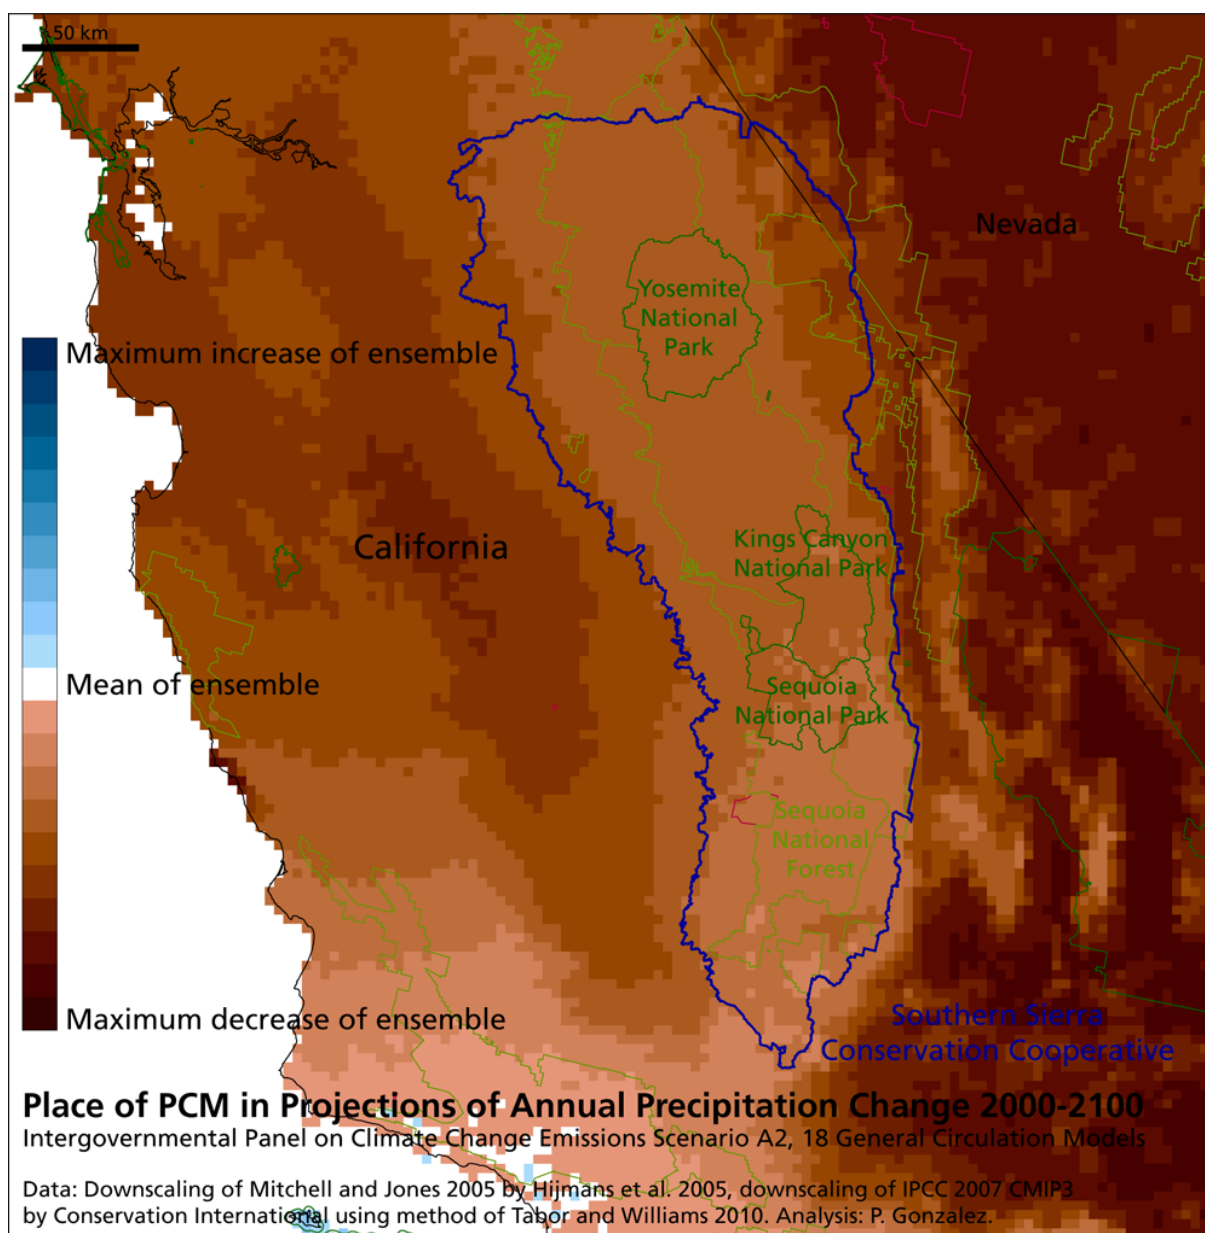 50 km
Nevada
Yosemite
National
Park
Maximum increase of ensemble
California
Kings Canyon
National Park
Mean of ensemble
Sequoia
National Park
Sequoia
National
Forest
Maximum decrease of ensemble
Southern Sierra
Conservation Cooperative
Place of PCM in Projections of Annual Precipitation Change 2000-2100
Intergovernmental Panel on Climate Change Emissions Scenario A2, 18 General Circulation Models
Data: Downscaling of Mitchell and Jones 2005 by Hijmans et al. 2005, downscaling of IPCC 2007 CMIP3
by Conservation International using method of Tabor and Williams 2010. Analysis: P. Gonzalez.